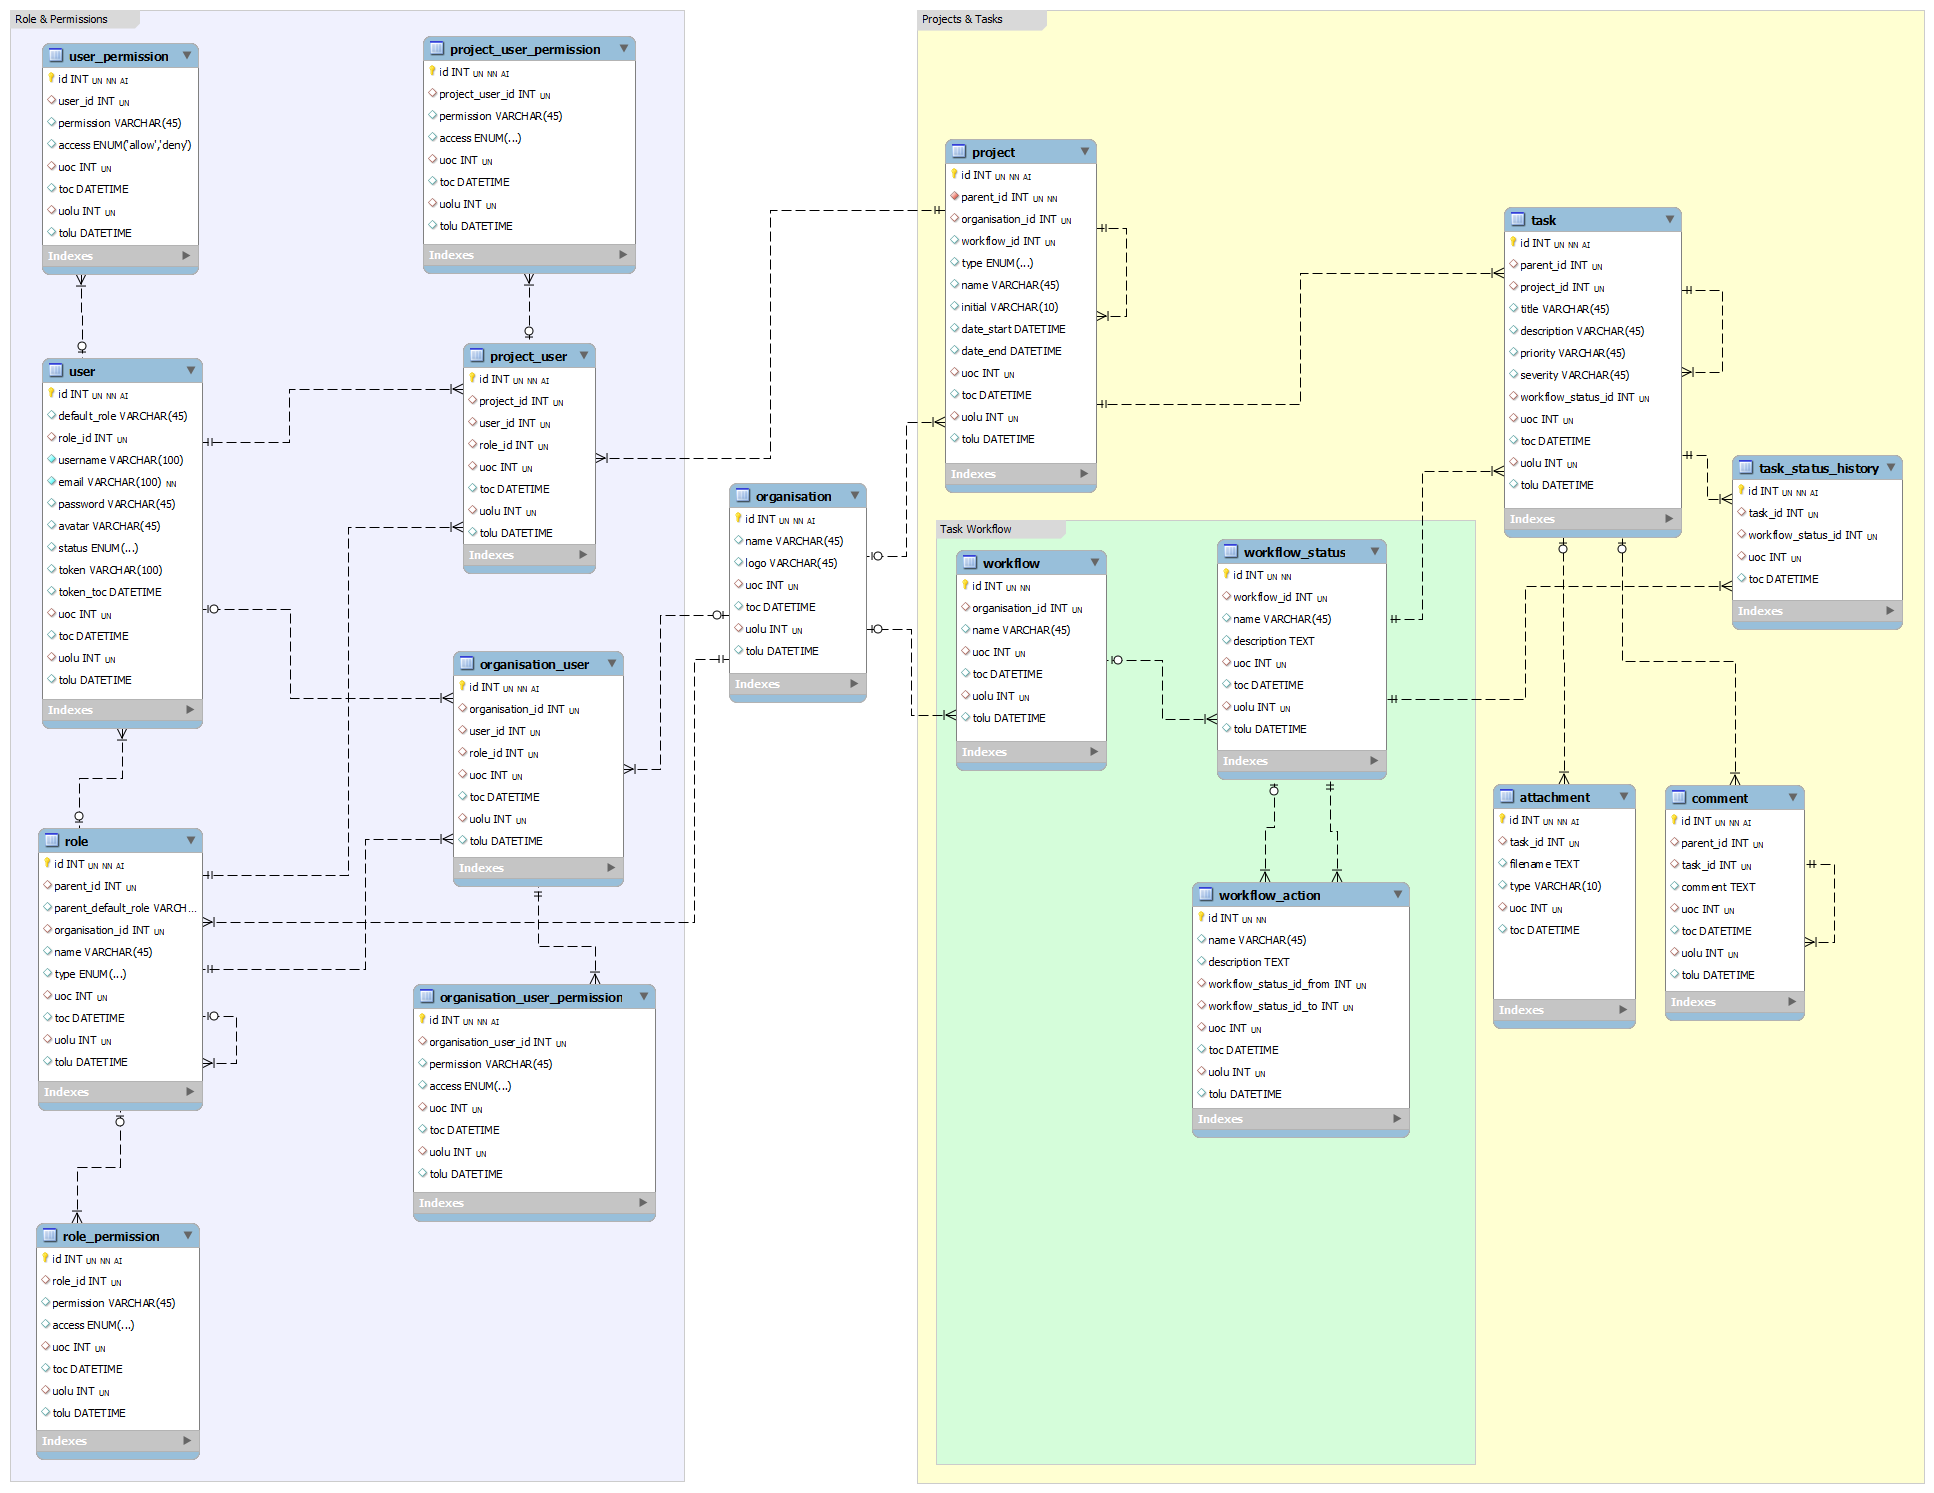 Role & Permissions
user_permission
id INT UN NN AI
user_id INT UN
permission VARCHAR(45)
access ENUM('allow','deny')
uoc INT UN
toc DATETIME
uolu INT UN
tolu DATETIME
Indexes
project_user_permission
id INT UN NN AI
project_user_id INT UN
permission VARCHAR(45)
access ENUM(...)
uoc INT UN
toc DATETIME
uolu INT UN
tolu DATETIME
Indexes
user
id INT UN NN AI
default_role VARCHAR(45)
role_id INT UN
username VARCHAR(100)
email VARCHAR(100) NN
password VARCHAR(45)
avatar VARCHAR(45)
status ENUM(...)
token VARCHAR(100)
token_toc DATETIME
uoc INT UN
toc DATETIME
uolu INT UN
tolu DATETIME
Indexes
project_user
id INT UN NN AI
project_id INT UN
user_id INT UN
role_id INT UN
uoc INT UN
toc DATETIME
uolu INT UN
tolu DATETIME
Indexes
organisation_user
id INT UN NN AI
organisation_id INT UN
user_id INT UN
role_id INT UN
uoc INT UN
toc DATETIME
uolu INT UN
tolu DATETIME
Indexes
role
id INT UN NN AI
parent_id INT UN
parent_default_role VARCH...
organisation_id INT UN
name VARCHAR(45)
type ENUM(...)
uoc INT UN
toc DATETIME
uolu INT UN
tolu DATETIME
Indexes
organisation_user_permission
id INT UN NN AI
organisation_user_id INT UN
permission VARCHAR(45)
access ENUM(...)
uoc INT UN
toc DATETIME
uolu INT UN
tolu DATETIME
Indexes
role_permission
id INT UN NN AI
role_id INT UN
permission VARCHAR(45)
access ENUM(...)
uoc INT UN
toc DATETIME
uolu INT UN
tolu DATETIME
Indexes
organisation
id INT UN NN AI
name VARCHAR(45)
logo VARCHAR(45)
uoc INT UN
toc DATETIME
uolu INT UN
tolu DATETIME
Indexes
Projects & Tasks
project
id INT UN NN AI
parent_id INT UN NN
organisation_id INT UN
workflow_id INT UN
type ENUM(...)
name VARCHAR(45)
initial VARCHAR(10)
date_start DATETIME
date_end DATETIME
uoc INT UN
toc DATETIME
uolu INT UN
tolu DATETIME
Indexes
task
id INT UN NN AI
parent_id INT UN
project_id INT UN
title VARCHAR(45)
description VARCHAR(45)
priority VARCHAR(45)
severity VARCHAR(45)
workflow_status_id INT UN
uoc INT UN
toc DATETIME
uolu INT UN
tolu DATETIME
Indexes
task_status_history
id INT UN NN AI
task_id INT UN
workflow_status_id INT UN
uoc INT UN
toc DATETIME
Indexes
Task Workflow
workflow
id INT UN NN
organisation_id INT UN
name VARCHAR(45)
uoc INT UN
toc DATETIME
uolu INT UN
tolu DATETIME
Indexes
workflow_status
id INT UN NN
workflow_id INT UN
name VARCHAR(45)
description TEXT
uoc INT UN
toc DATETIME
uolu INT UN
tolu DATETIME
Indexes
workflow_action
id INT UN NN
name VARCHAR(45)
description TEXT
workflow_status_id_from INT UN
workflow_status_id_to INT UN
uoc INT UN
toc DATETIME
uolu INT UN
tolu DATETIME
Indexes
attachment
id INT UN NN AI
task_id INT UN
filename TEXT
type VARCHAR(10)
uoc INT UN
toc DATETIME
Indexes
comment
id INT UN NN AI
parent_id INT UN
task_id INT UN
comment TEXT
uoc INT UN
toc DATETIME
uolu INT UN
tolu DATETIME
Indexes